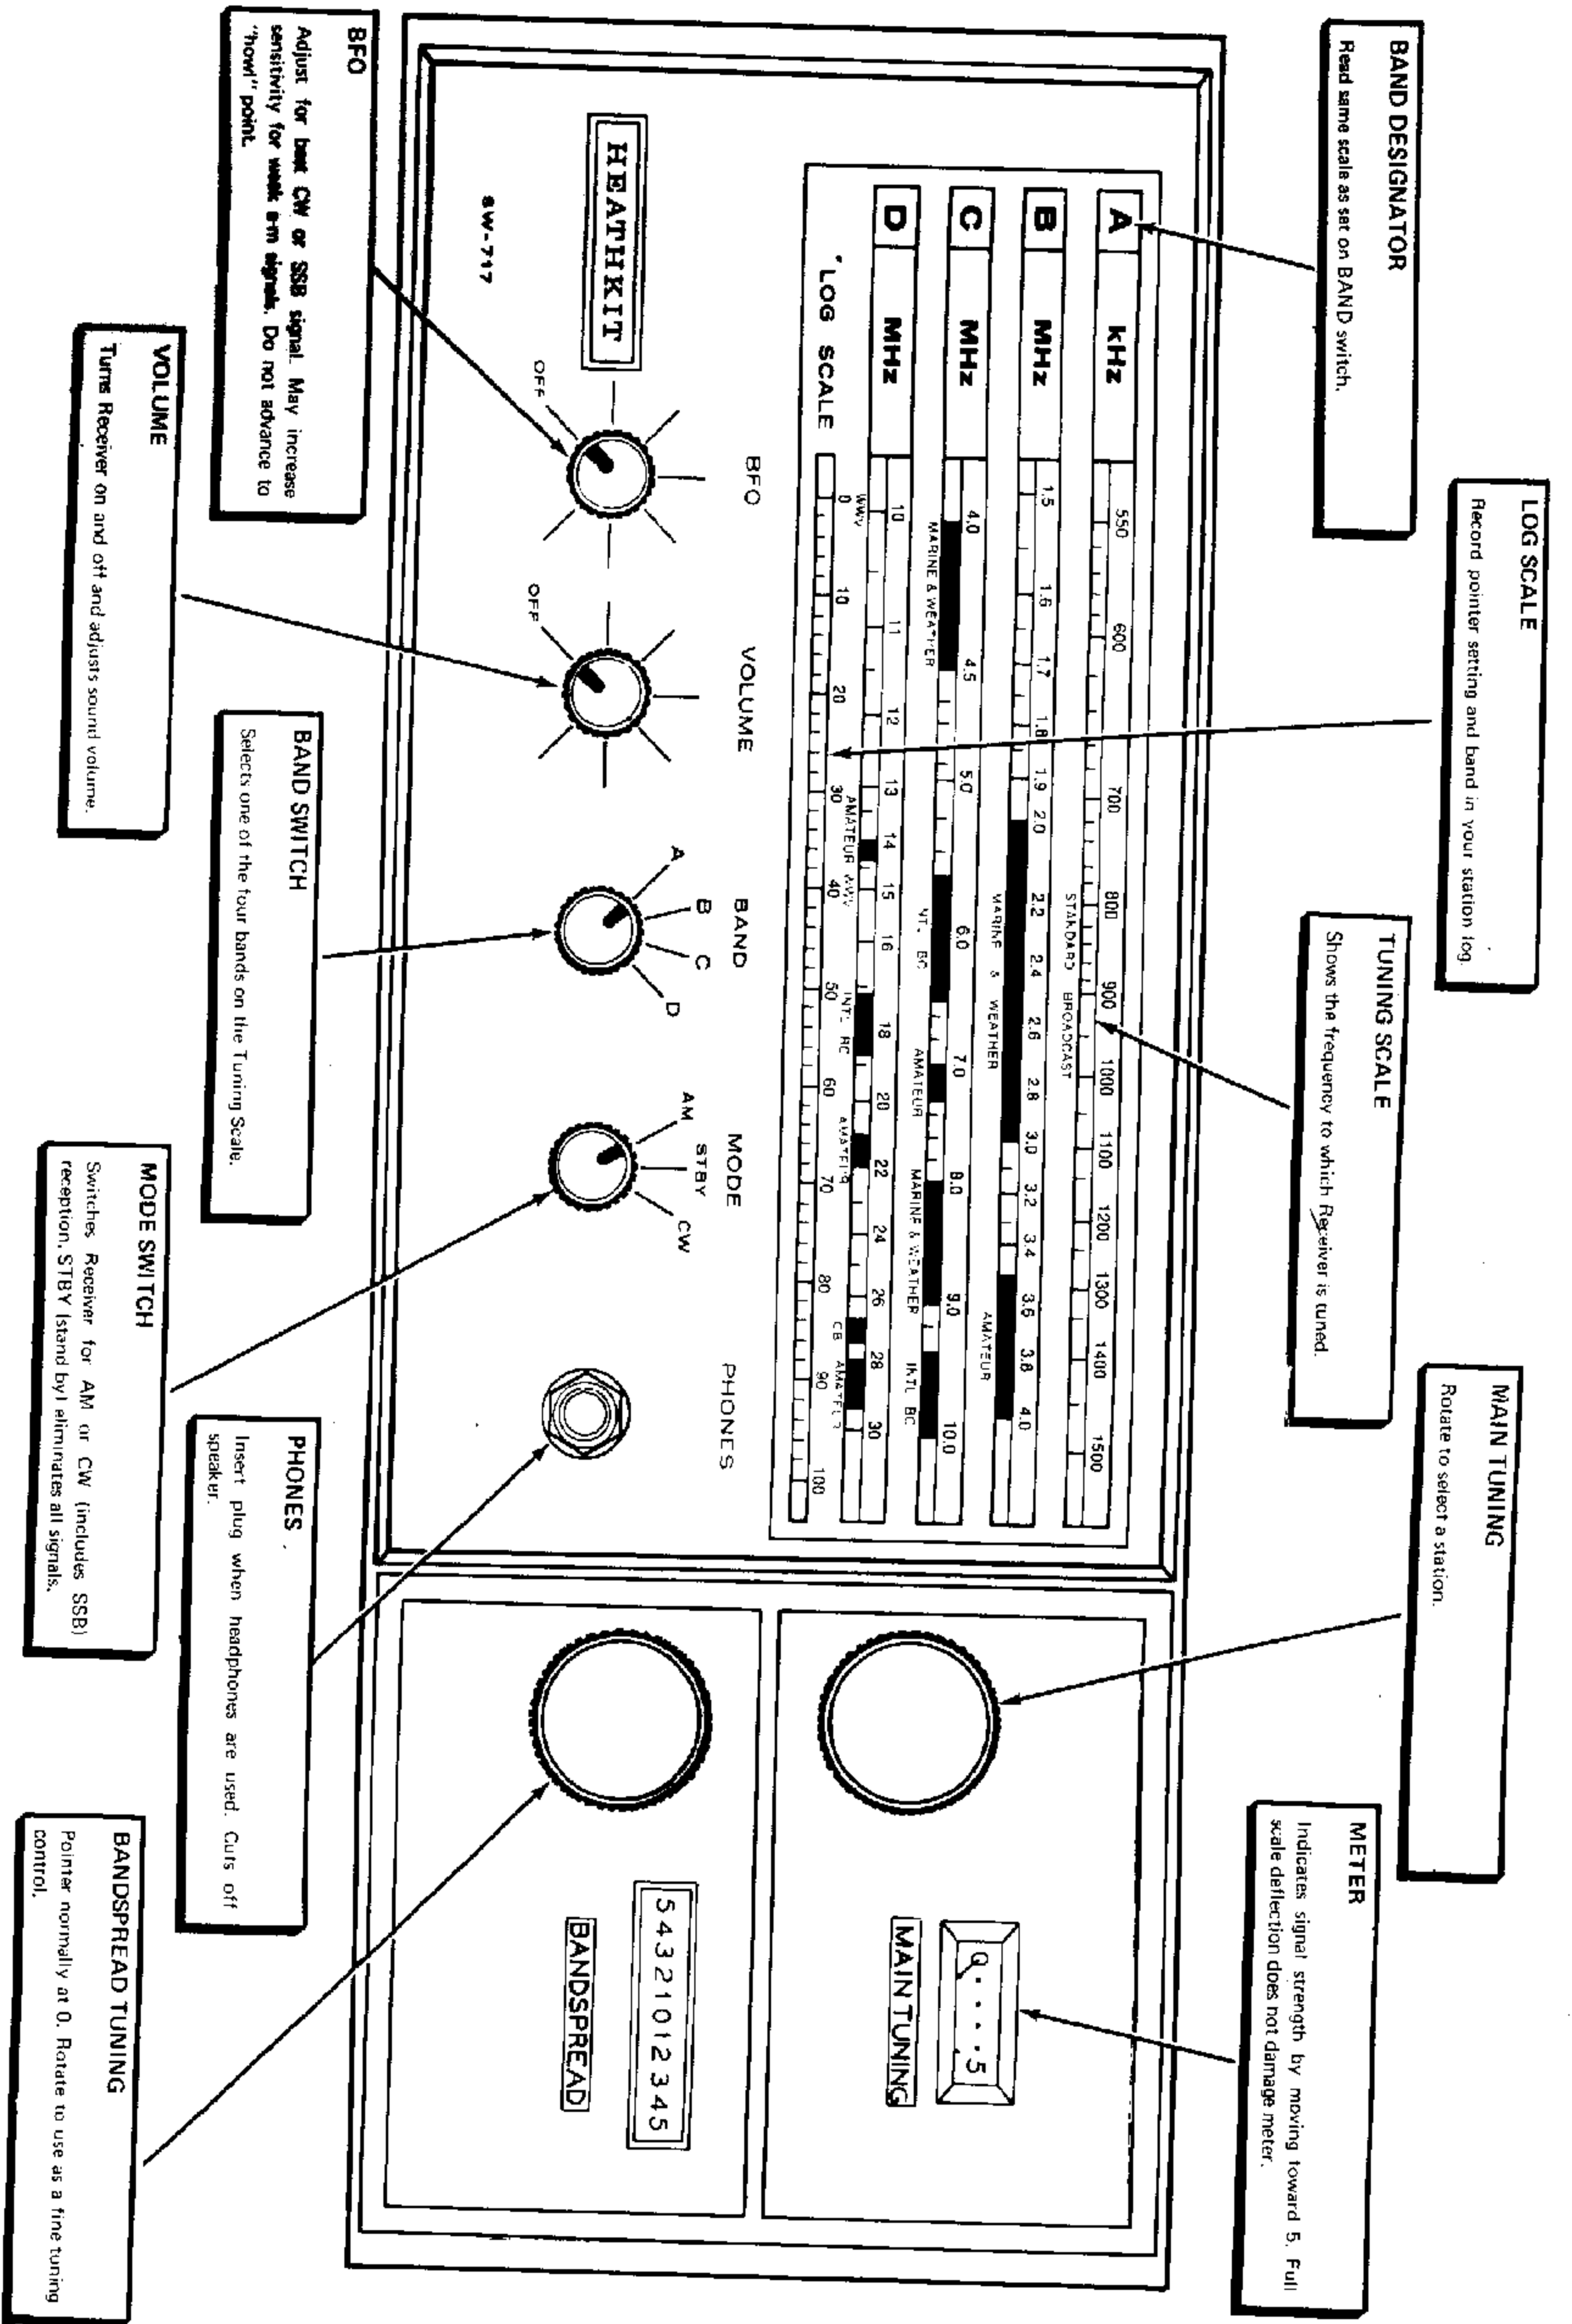 BAND DESIGNATOR
Read same scale as set on BAND switch.
LOG SCALE
Record pointer setting and band in your station log.
TUNING SCALE
Shows the frequency to which Receiver is tuned.
MAIN TUNING
Rotate to select a station.
METER
Indicates signal strength by moving toward 5. Full
scale deflection does not damage meter.
A kHz 550 600 700 800 900 1000 1100 1200 1300 1400 1500
STANDARD BROADCAST
B MHz 1.5 1.6 1.7 1.8 1.9 2.0 2.2 2.4 2.6 2.8 3.0 3.2 3.4 3.6 3.8 4.0
MARINE & WEATHER AMATEUR
C MHz 4.0 4.5 5.0 6.0 7.0 8.0 9.0 10.0
MARINE & WEATHER INTL BC AMATEUR MARINE & WEATHER INTL BC
D MHz 10 11 12 13 14 15 16 18 20 22 24 26 28 30
WWV AMATEUR WWV INTL BC AMATEUR CB AMATEUR
LOG SCALE 0 10 20 30 40 50 60 70 80 90 100
0 5
MAIN TUNING
BFO
VOLUME
BAND
MODE
PHONES
HEATHKIT
OFF
OFF
A B C D
AM STBY CW
SW-717
5 4 3 2 1 0 1 2 3 4 5
BANDSPREAD
BFO
Adjust for best CW or SSB signal. May increase
sensitivity for weak a-m signals. Do not advance to
"howl" point.
VOLUME
Turns Receiver on and off and adjusts sound volume.
BAND SWITCH
Selects one of the four bands on the Tuning Scale.
MODE SWITCH
Switches Receiver for AM or CW (includes SSB)
reception. STBY (stand by) eliminates all signals.
PHONES
Insert plug when headphones are used. Cuts off
speaker.
BANDSPREAD TUNING
Pointer normally at 0. Rotate to use as a fine tuning
control.